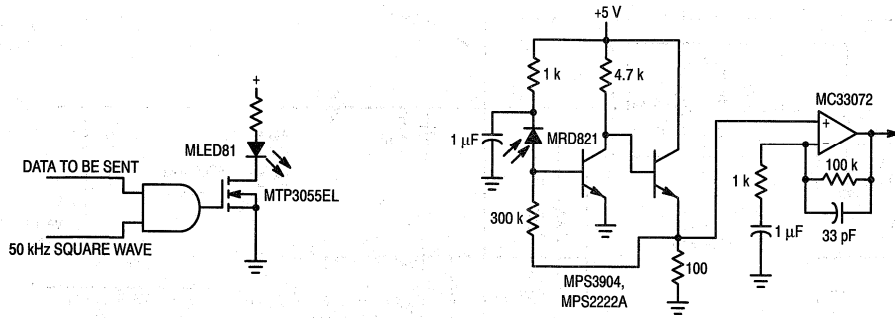 +5 V
1 k
4.7 k
MC33072
+
1 µF
MRD821
+
−
MLED81
DATA TO BE SENT
100 k
MTP3055EL
1 k
300 k
1 µF
33 pF
50 kHz SQUARE WAVE
100
MPS3904,
MPS2222A